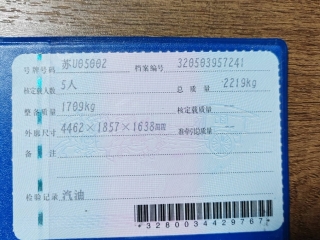 号牌号码 苏U05002 档案编号 320503957241
核定载人数 5人 总质量 2219kg
整备质量 1709kg 核定载质量 --
外廓尺寸 4462×1857×1638mm 准牵引总质量 --
备注
检验记录 汽油
*3280034429767*